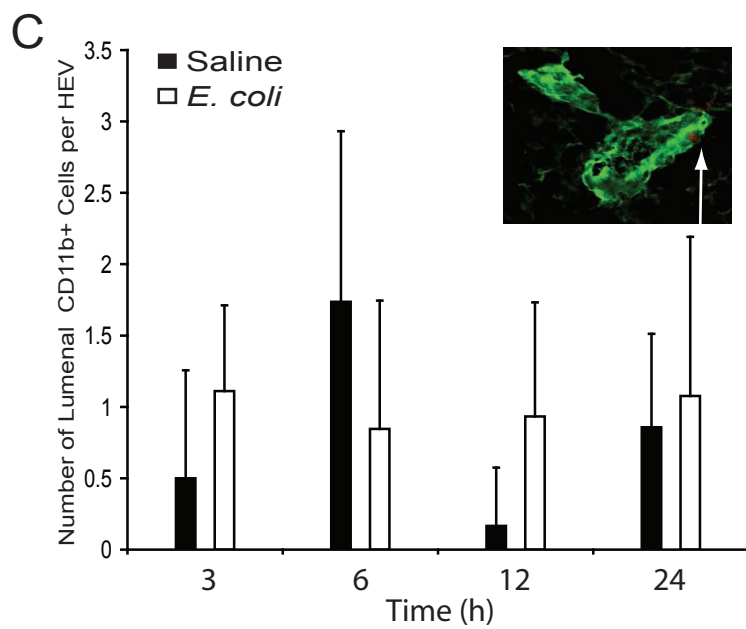 C
3.5
3
2.5
2
1.5
1
0.5
0
Number of Lumenal CD11b+ Cells per HEV
Saline
E. coli
3 6 12 24
Time (h)